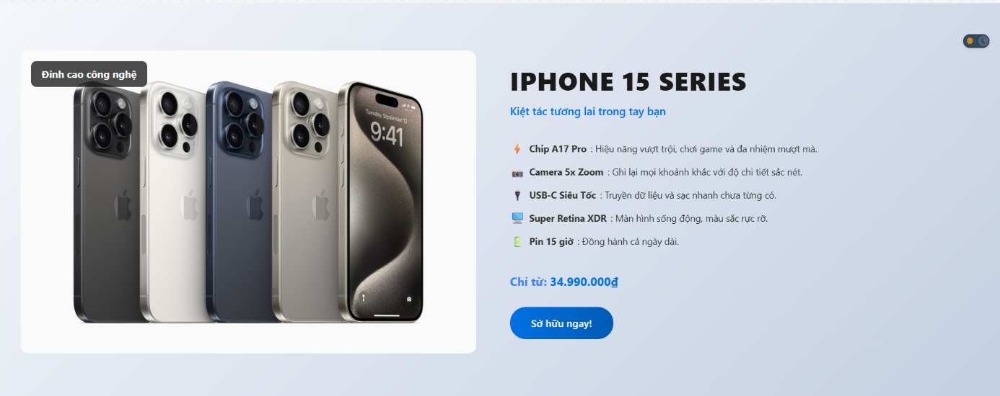 Đỉnh cao công nghệ
Tuesday, September 12
9:41
IPHONE 15 SERIES
Kiệt tác tương lai trong tay bạn
Chip A17 Pro : Hiệu năng vượt trội, chơi game và đa nhiệm mượt mà.
Camera 5x Zoom : Ghi lại mọi khoảnh khắc với độ chi tiết sắc nét.
USB-C Siêu Tốc : Truyền dữ liệu và sạc nhanh chưa từng có.
Super Retina XDR : Màn hình sống động, màu sắc rực rỡ.
Pin 15 giờ : Đồng hành cả ngày dài.
Chỉ từ: 34.990.000₫
Sở hữu ngay!